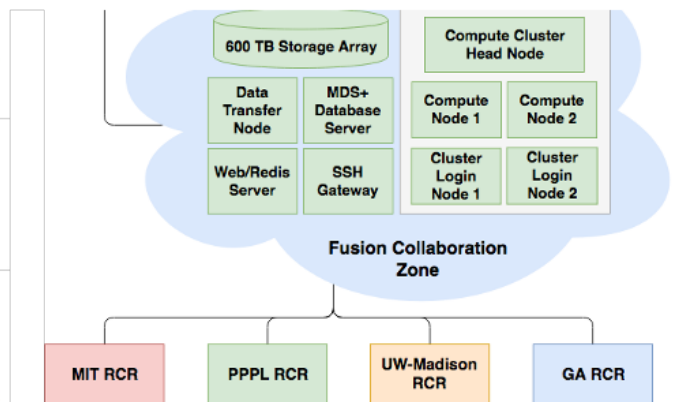 600 TB Storage Array
Compute Cluster
Head Node
Data
Transfer
Node
MDS+
Database
Server
Compute
Node 1
Compute
Node 2
Web/Redis
Server
SSH
Gateway
Cluster
Login
Node 1
Cluster
Login
Node 2
Fusion Collaboration
Zone
MIT RCR
PPPL RCR
UW-Madison
RCR
GA RCR